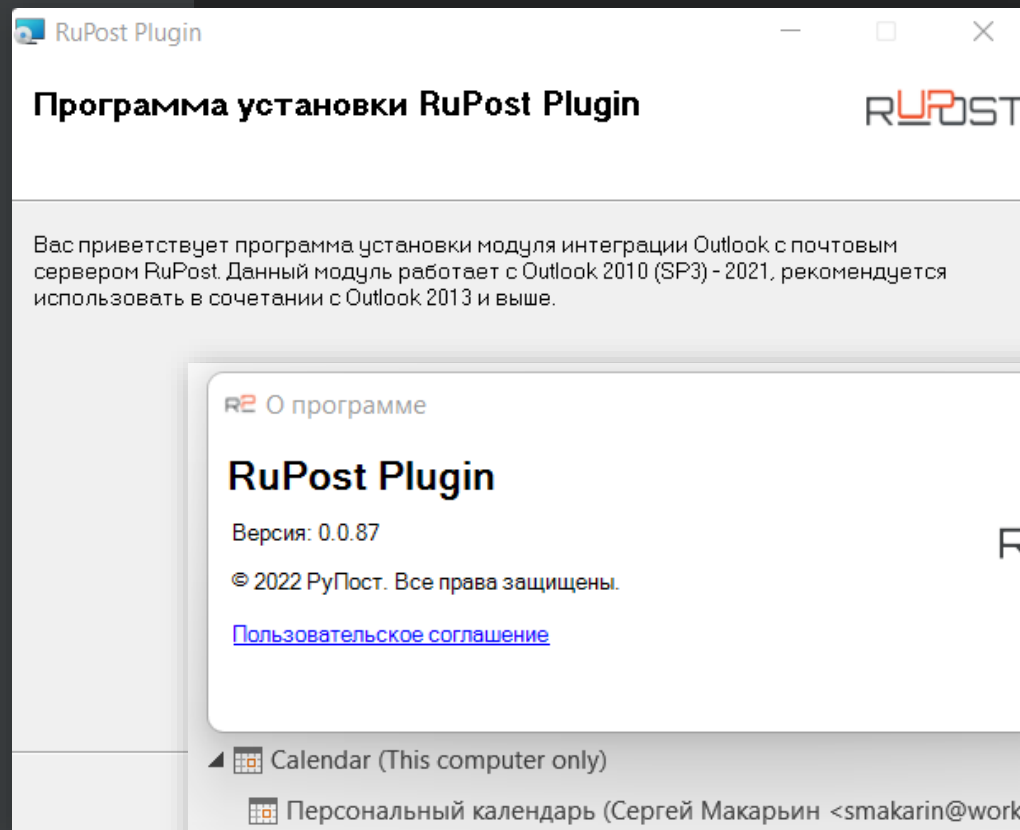 RuPost Plugin
Программа установки RuPost Plugin
RUPOST
Вас приветствует программа установки модуля интеграции Outlook с почтовым
сервером RuPost. Данный модуль работает с Outlook 2010 (SP3) - 2021, рекомендуется
использовать в сочетании с Outlook 2013 и выше.
R2 О программе
RuPost Plugin
Версия: 0.0.87
© 2022 РуПост. Все права защищены.
Пользовательское соглашение
Calendar (This computer only)
Персональный календарь (Сергей Макарьин <smakarin@work